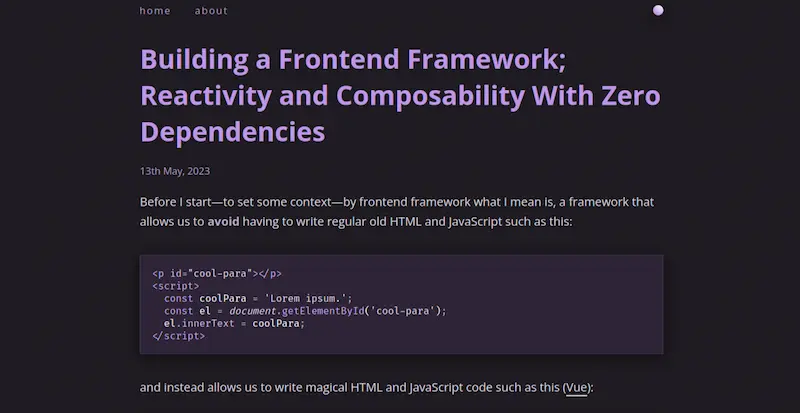 home about
Building a Frontend Framework;
Reactivity and Composability With Zero
Dependencies
13th May, 2023
Before I start—to set some context—by frontend framework what I mean is, a framework that
allows us to avoid having to write regular old HTML and JavaScript such as this:
<p id="cool-para"></p>
<script>
  const coolPara = 'Lorem ipsum.';
  const el = document.getElementById('cool-para');
  el.innerText = coolPara;
</script>
and instead allows us to write magical HTML and JavaScript code such as this (Vue):